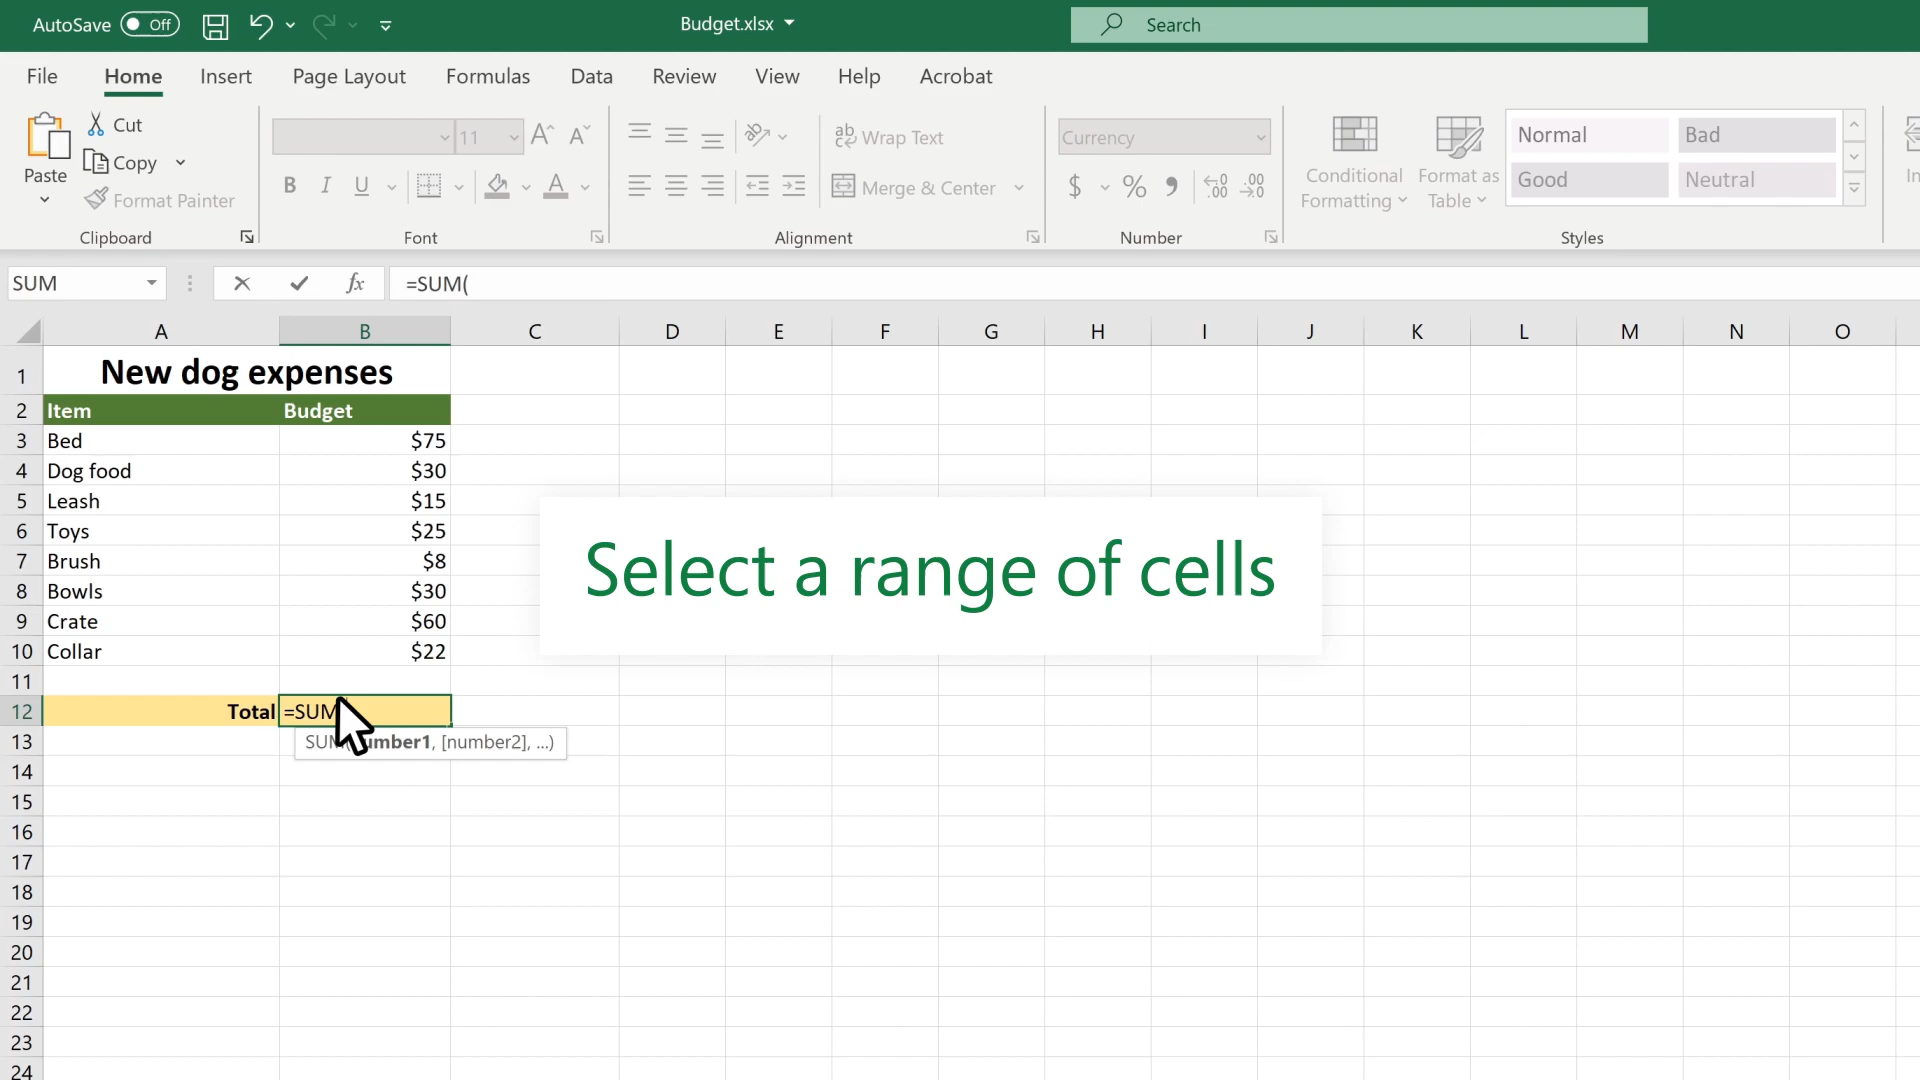 AutoSave Off Budget.xlsx Search
File Home Insert Page Layout Formulas Data Review View Help Acrobat
Paste Cut
Copy
Format Painter
Clipboard
11
B I U A
Font
ab Wrap Text
Merge & Center
Alignment
Currency
$ % 9 .00 .00
Number
Conditional Formatting
Format as Table
Normal Bad
Good Neutral
Styles
SUM fx =SUM(
A B C D E F G H I J K L M N O
1 New dog expenses
2 Item Budget
3 Bed $75
4 Dog food $30
5 Leash $15
6 Toys $25
7 Brush $8
8 Bowls $30
9 Crate $60
10 Collar $22
11
12 Total =SUM
13 number1, [number2], ...)
14
15
16
17
18
19
20
21
22
23
24
Select a range of cells